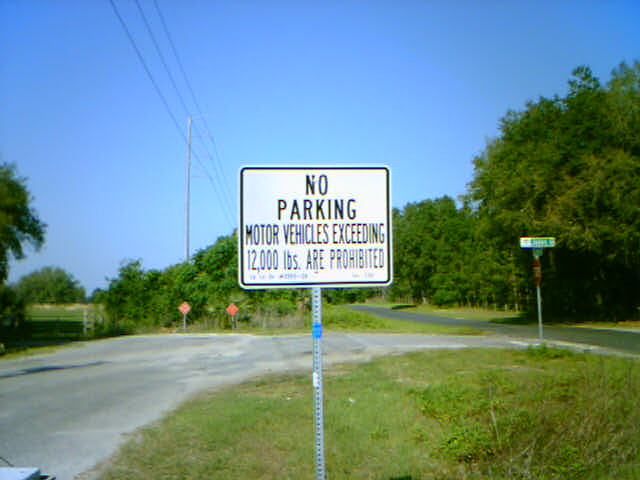 NO
PARKING
MOTOR VEHICLES EXCEEDING
12,000 lbs. ARE PROHIBITED